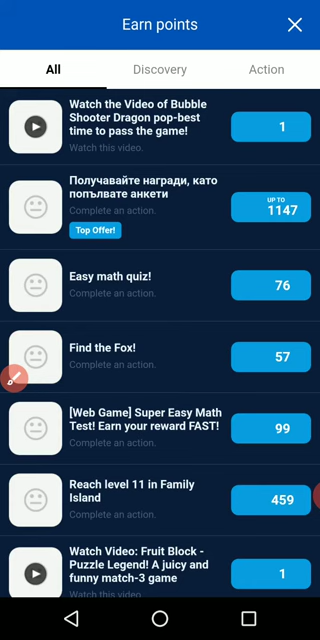 Earn points
All
Discovery
Action
Watch the Video of Bubble
Shooter Dragon pop-best
time to pass the game!
Watch this video.
1
Получавайте награди, като
попълвате анкети
Complete an action.
Top Offer!
UP TO
1147
Easy math quiz!
Complete an action.
76
Find the Fox!
Complete an action.
57
[Web Game] Super Easy Math
Test! Earn your reward FAST!
Complete an action.
99
Reach level 11 in Family
Island
Complete an action.
459
Watch Video: Fruit Block -
Puzzle Legend! A juicy and
funny match-3 game
Watch this video
1